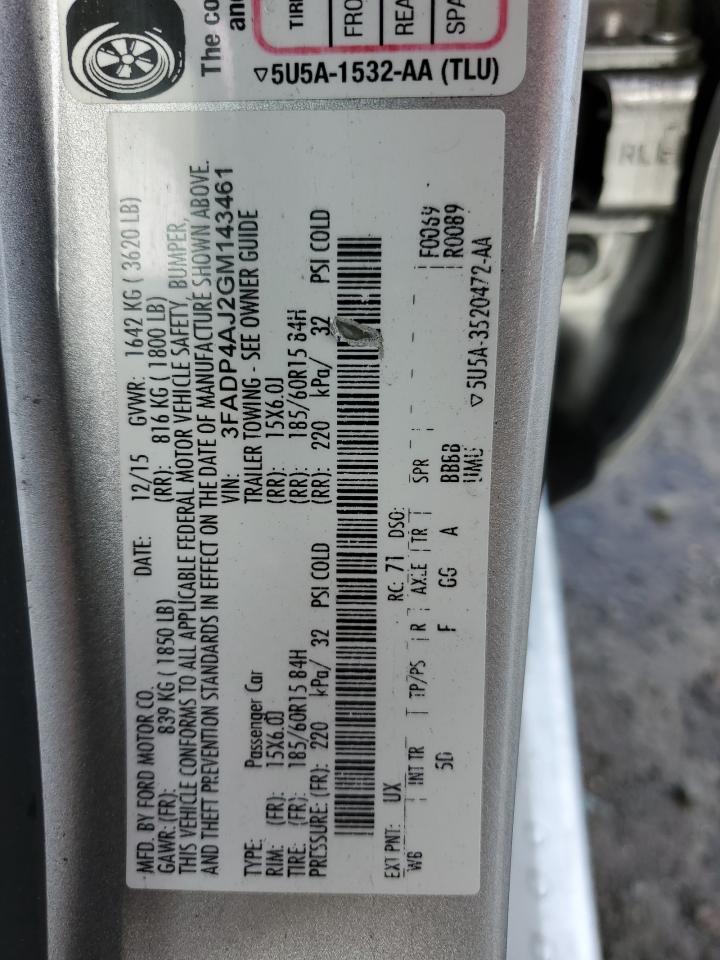 The co
and
TIRE
FRO
REA
SPA
▽5U5A-1532-AA (TLU)
MFD. BY FORD MOTOR CO. DATE: 12/15 GVWR: 1642 KG ( 3620 LB)
GAWR: (FR): 839 KG ( 1850 LB) (RR): 816 KG ( 1800 LB)
THIS VEHICLE CONFORMS TO ALL APPLICABLE FEDERAL MOTOR VEHICLE SAFETY, BUMPER,
AND THEFT PREVENTION STANDARDS IN EFFECT ON THE DATE OF MANUFACTURE SHOWN ABOVE.
VIN: 3FADP4AJ2GM143461
TYPE: Passenger Car TRAILER TOWING - SEE OWNER GUIDE
RIM: (FR): 15X6.0J (RR): 15X6.0J
TIRE: (FR): 185/60R15 84H (RR): 185/60R15 84H
PRESSURE: (FR): 220 kPa/ 32 PSI COLD (RR): 220 kPa/ 32 PSI COLD
EXT PNT: UX RC: 71 DSO: F0069
WB INT TR TP/PS R AXLE TR SPR R0089
5D F GG A BBBB
UMC
▽5U5A-3520472-AA